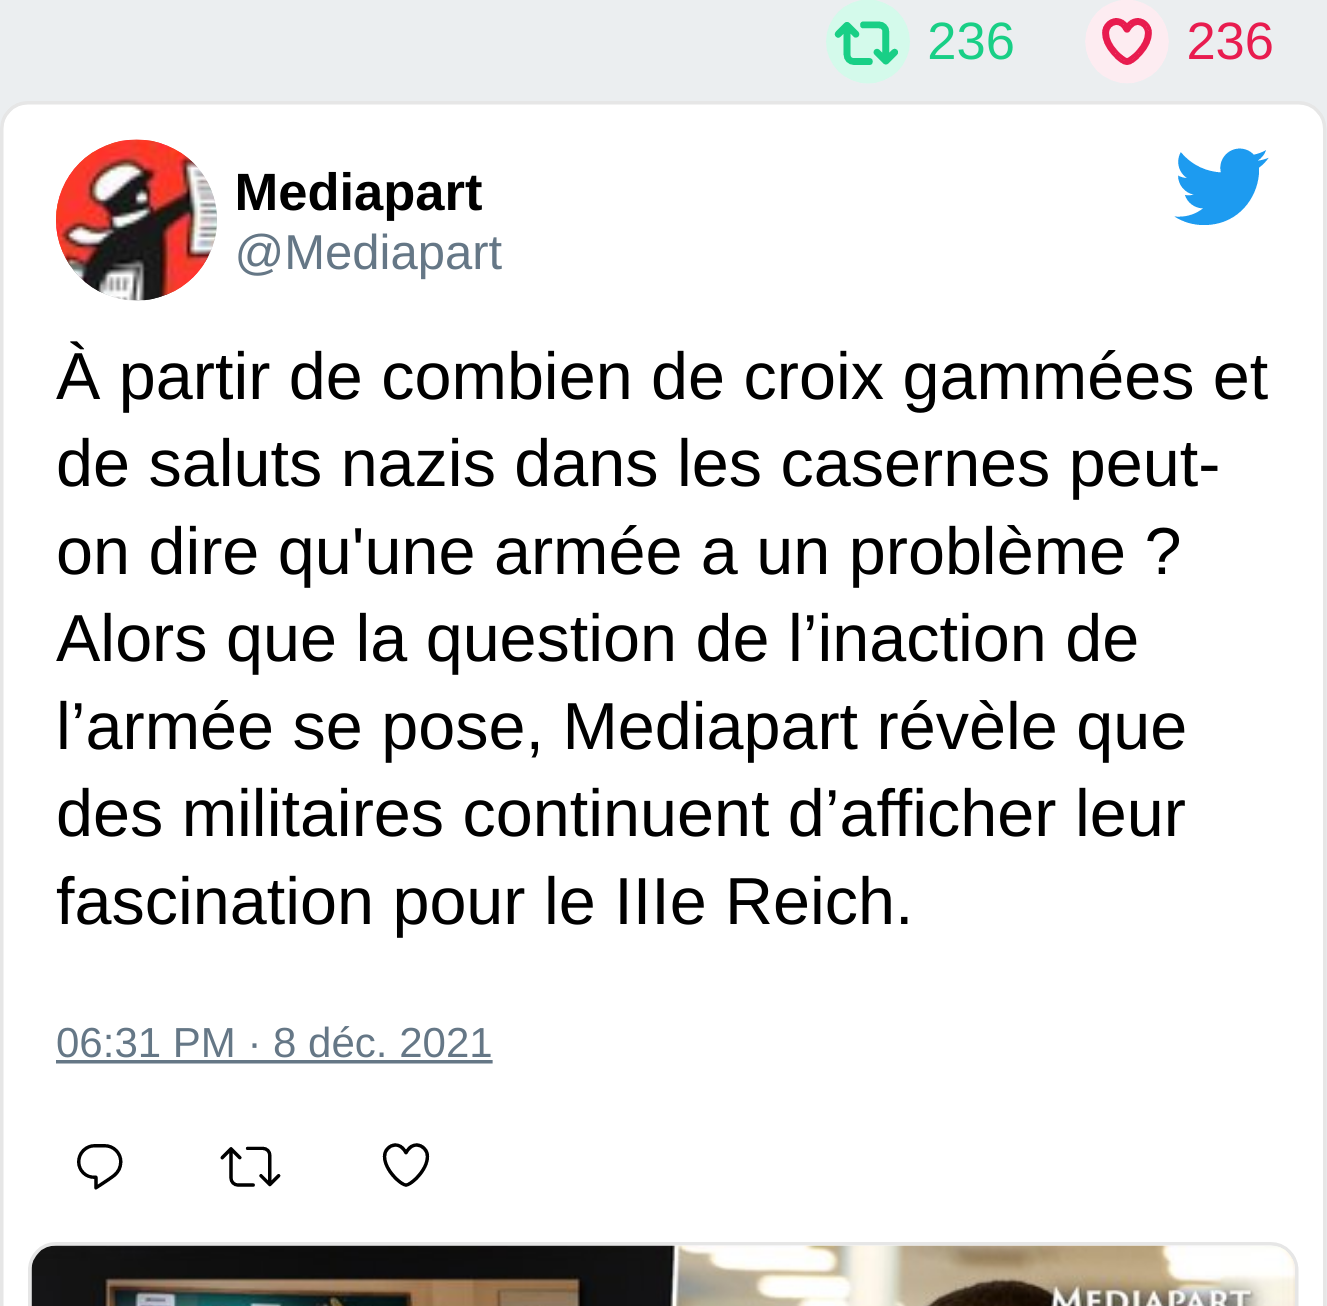 236 236
Mediapart
@Mediapart
À partir de combien de croix gammées et
de saluts nazis dans les casernes peut-
on dire qu'une armée a un problème ?
Alors que la question de l’inaction de
l’armée se pose, Mediapart révèle que
des militaires continuent d’afficher leur
fascination pour le IIIe Reich.
06:31 PM · 8 déc. 2021
MEDIAPART